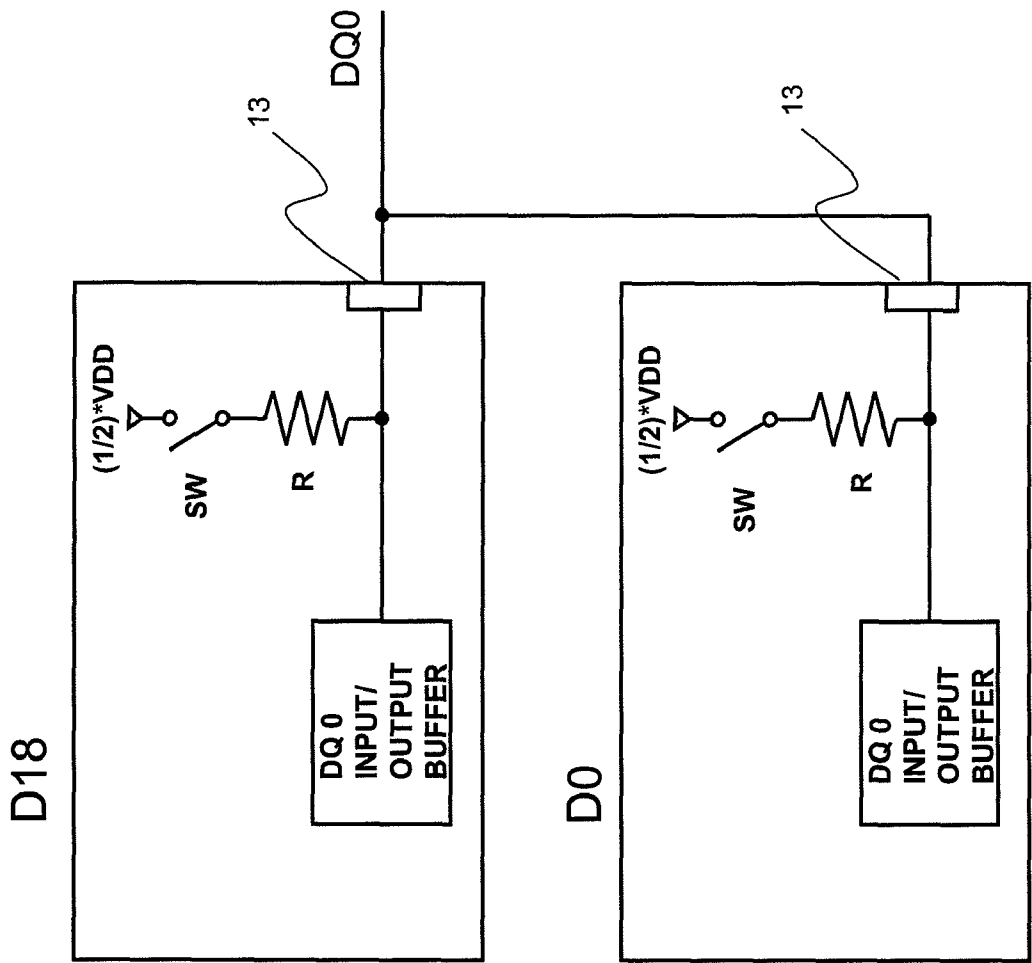 D18
DQ0
13
(1/2)*VDD
SW
R
DQ 0
INPUT/
OUTPUT
BUFFER
D0
13
(1/2)*VDD
SW
R
DQ 0
INPUT/
OUTPUT
BUFFER